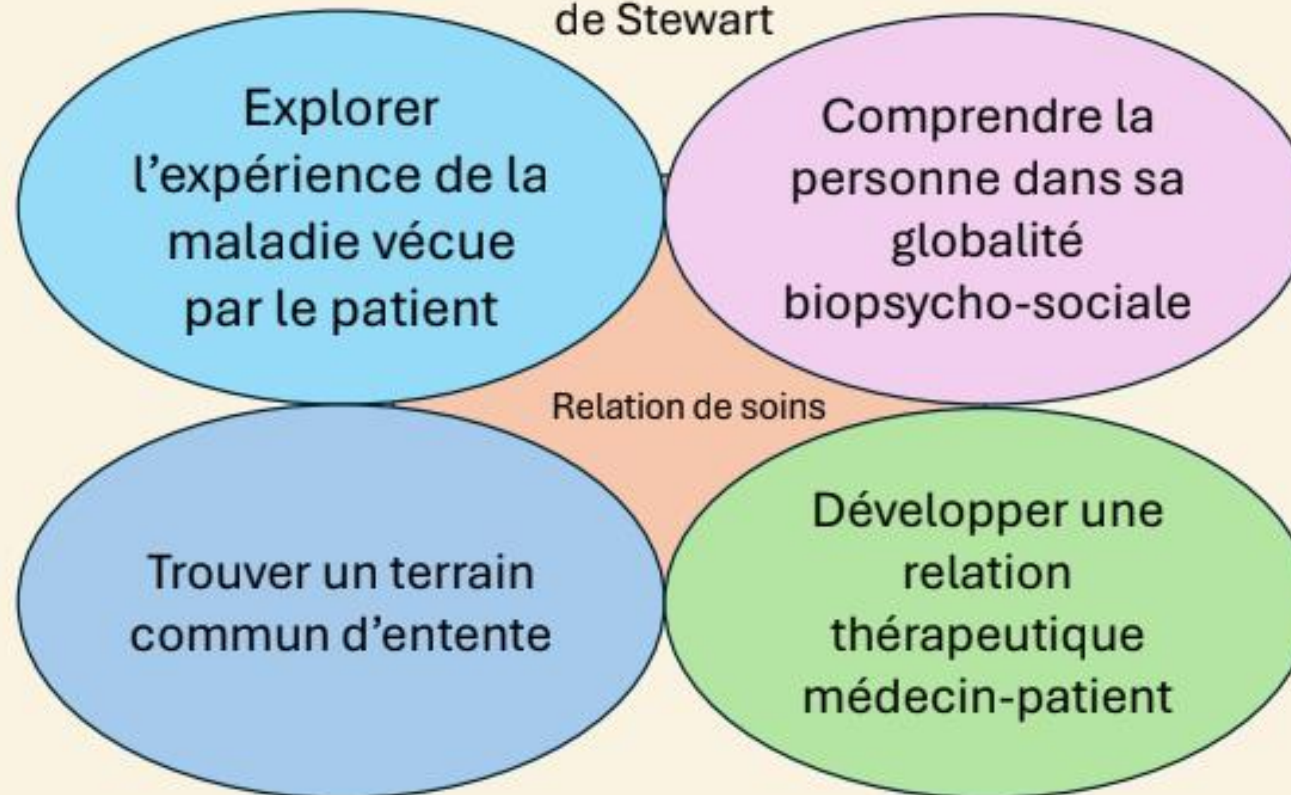 de Stewart
Explorer
l’expérience de la
maladie vécue
par le patient
Comprendre la
personne dans sa
globalité
biopsycho-sociale
Relation de soins
Trouver un terrain
commun d’entente
Développer une
relation
thérapeutique
médecin-patient